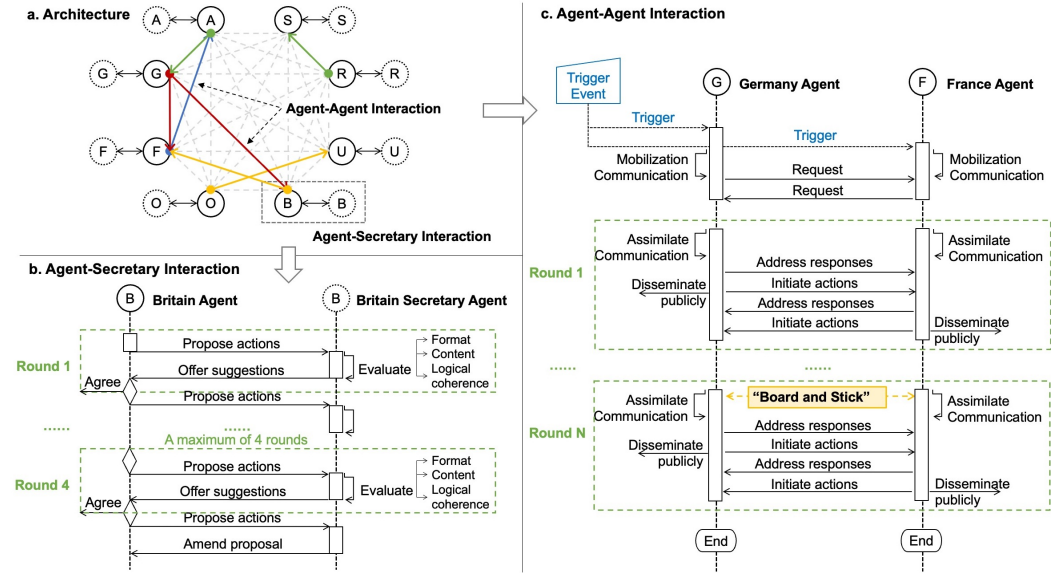 a. Architecture
A
A
S
S
G
G
R
R
Agent-Agent Interaction
F
F
U
U
O
O
B
B
Agent-Secretary Interaction
b. Agent-Secretary Interaction
B
Britain Agent
B
Britain Secretary Agent
Round 1
Propose actions
Offer suggestions
Evaluate
Format
Content
Logical
coherence
Agree
Propose actions
......
......
A maximum of 4 rounds
Round 4
Propose actions
Offer suggestions
Evaluate
Format
Content
Logical
coherence
Agree
Propose actions
Amend proposal
c. Agent-Agent Interaction
Trigger
Event
G
Germany Agent
F
France Agent
Trigger
Trigger
Mobilization
Communication
Request
Request
Mobilization
Communication
Round 1
Assimilate
Communication
Address responses
Initiate actions
Disseminate
publicly
Address responses
Initiate actions
Assimilate
Communication
Disseminate
publicly
......
......
Round N
Assimilate
Communication
“Board and Stick”
Address responses
Initiate actions
Disseminate
publicly
Address responses
Initiate actions
Assimilate
Communication
Disseminate
publicly
End
End